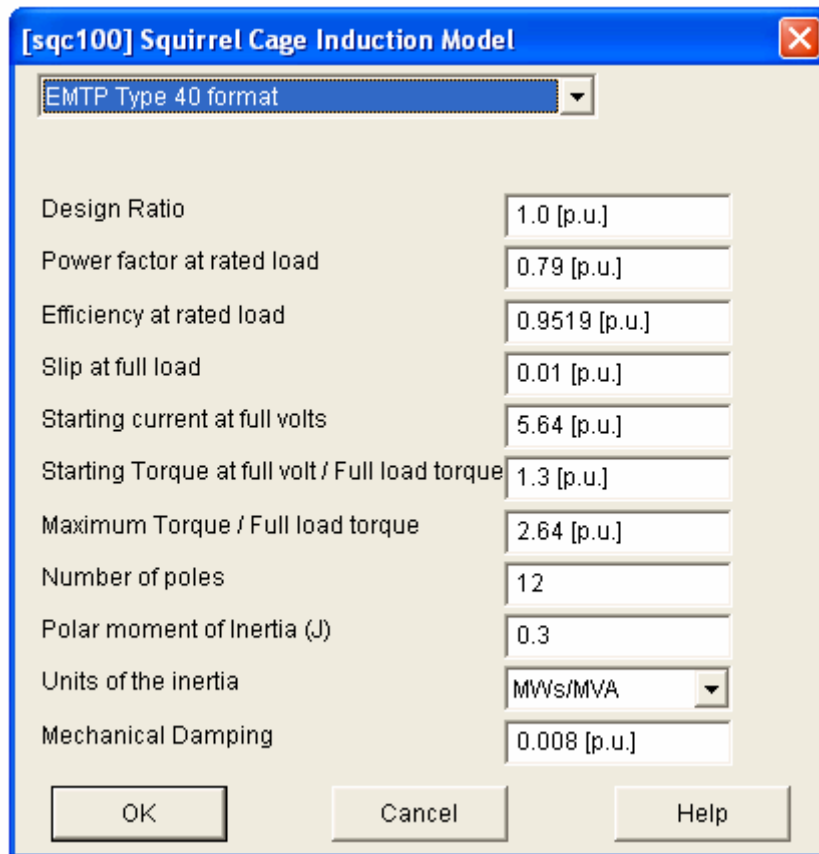 [sqc100] Squirrel Cage Induction Model
EMTP Type 40 format
Design Ratio 1.0 [p.u.]
Power factor at rated load 0.79 [p.u.]
Efficiency at rated load 0.9519 [p.u.]
Slip at full load 0.01 [p.u.]
Starting current at full volts 5.64 [p.u.]
Starting Torque at full volt / Full load torque 1.3 [p.u.]
Maximum Torque / Full load torque 2.64 [p.u.]
Number of poles 12
Polar moment of Inertia (J) 0.3
Units of the inertia MWs/MVA
Mechanical Damping 0.008 [p.u.]
OK Cancel Help